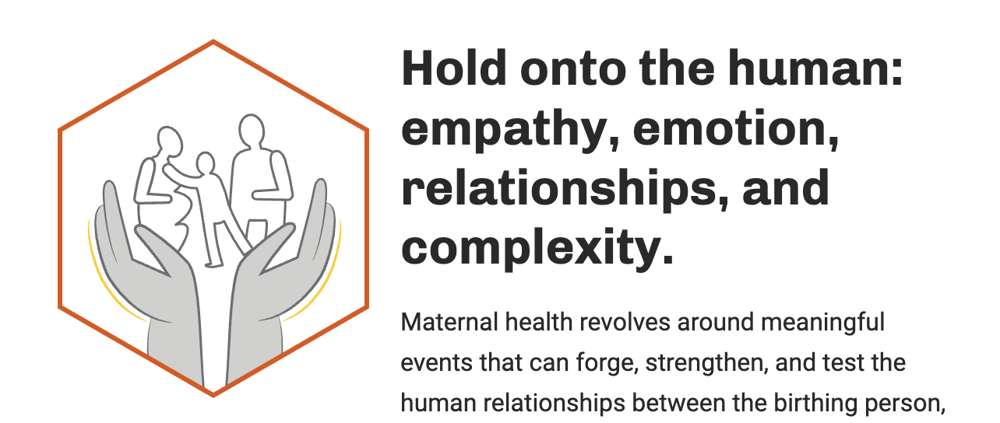 Hold onto the human:
empathy, emotion,
relationships, and
complexity.
Maternal health revolves around meaningful
events that can forge, strengthen, and test the
human relationships between the birthing person,